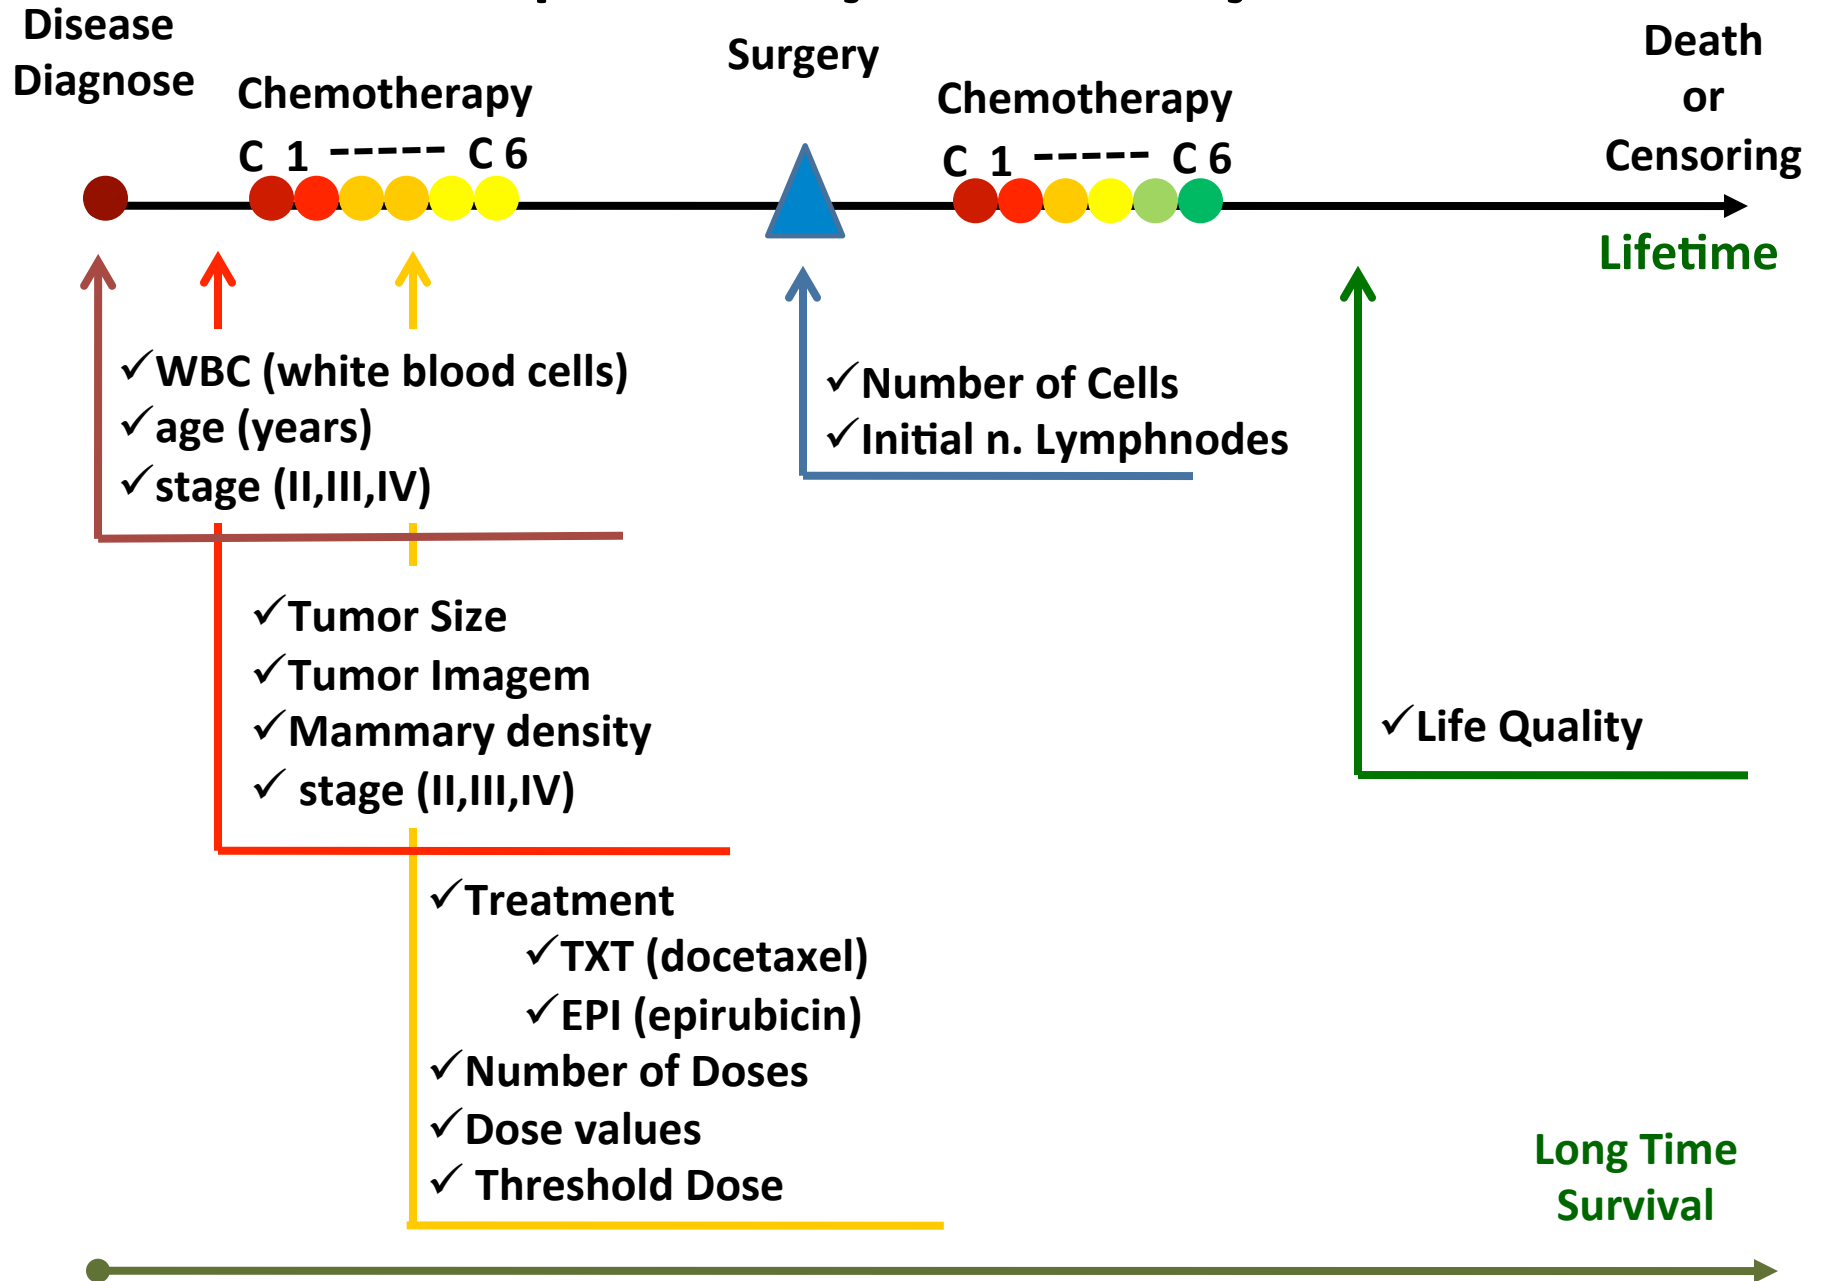 Disease
Diagnose
Chemotherapy
C 1 ----- C 6
Surgery
Chemotherapy
C 1 ----- C 6
Death
or
Censoring
Lifetime
✓WBC (white blood cells)
✓age (years)
✓stage (II,III,IV)
✓Number of Cells
✓Initial n. Lymphnodes
✓Tumor Size
✓Tumor Imagem
✓Mammary density
✓ stage (II,III,IV)
✓Life Quality
✓Treatment
✓TXT (docetaxel)
✓EPI (epirubicin)
✓Number of Doses
✓Dose values
✓ Threshold Dose
Long Time
Survival